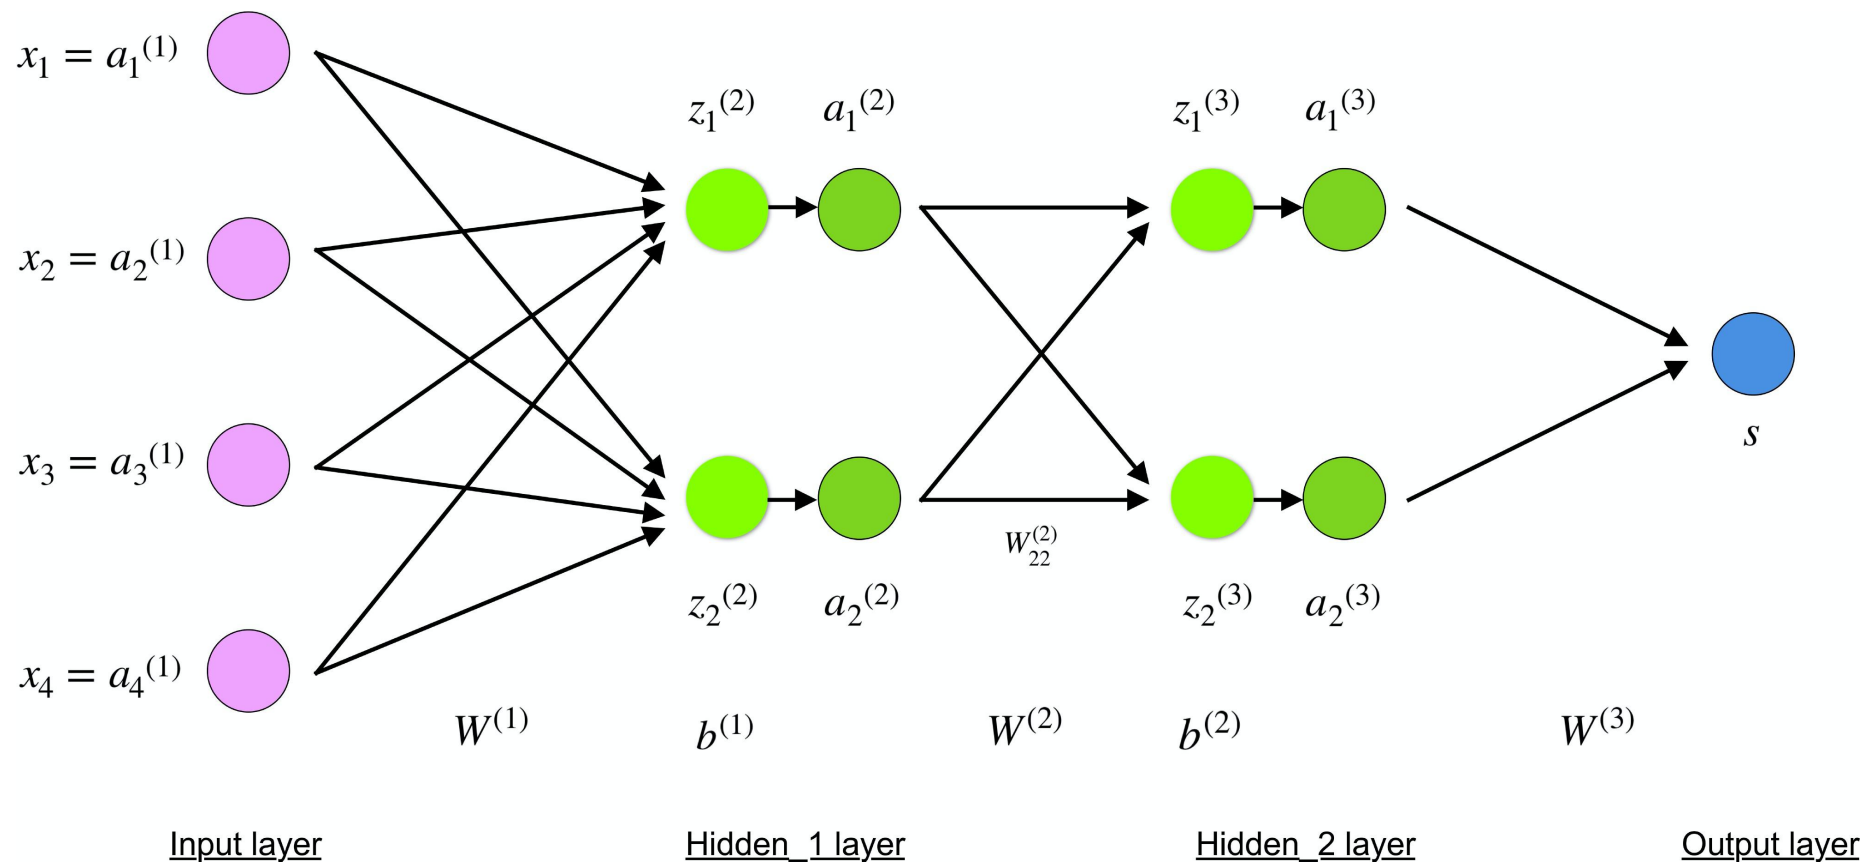 x₁ = a₁⁽¹⁾
z₁⁽²⁾ a₁⁽²⁾ z₁⁽³⁾ a₁⁽³⁾
x₂ = a₂⁽¹⁾
s
x₃ = a₃⁽¹⁾
W₂₂⁽²⁾
z₂⁽²⁾ a₂⁽²⁾ z₂⁽³⁾ a₂⁽³⁾
x₄ = a₄⁽¹⁾
W⁽¹⁾ b⁽¹⁾ W⁽²⁾ b⁽²⁾ W⁽³⁾
Input layer Hidden_1 layer Hidden_2 layer Output layer